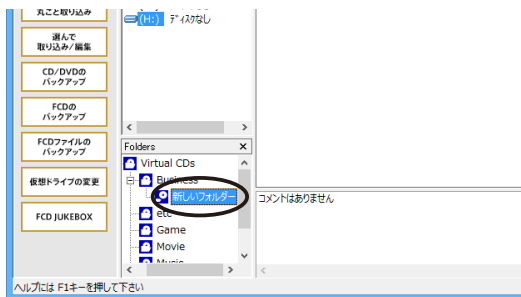 丸ごと取り込み
選んで
取り込み/編集
CD/DVDの
バックアップ
FCDの
バックアップ
FCDファイルの
バックアップ
仮想ドライブの変更
FCD JUKEBOX
(H:) ディスクなし
Folders
Virtual CDs
Business
新しいフォルダー
etc
Game
Movie
Music
コメントはありません
ヘルプには F1キーを押して下さい